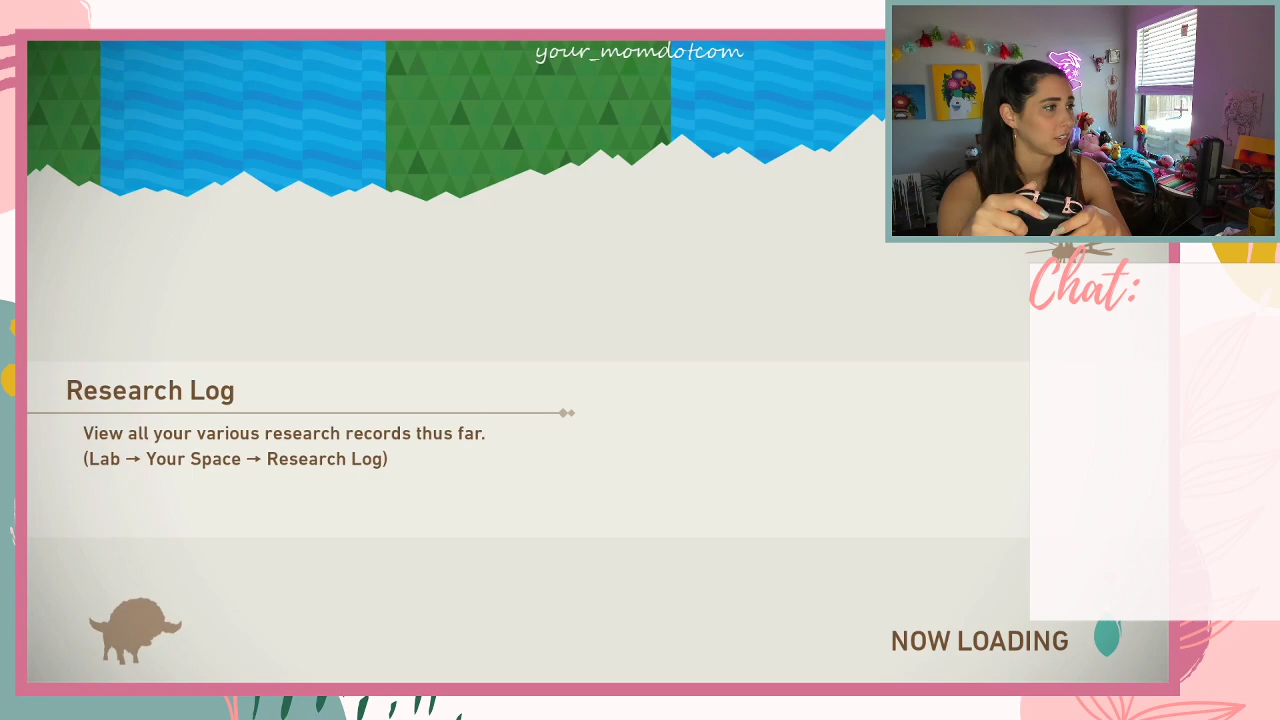 your_momdotcom
Chat:
Research Log
View all your various research records thus far.
(Lab → Your Space → Research Log)
NOW LOADING